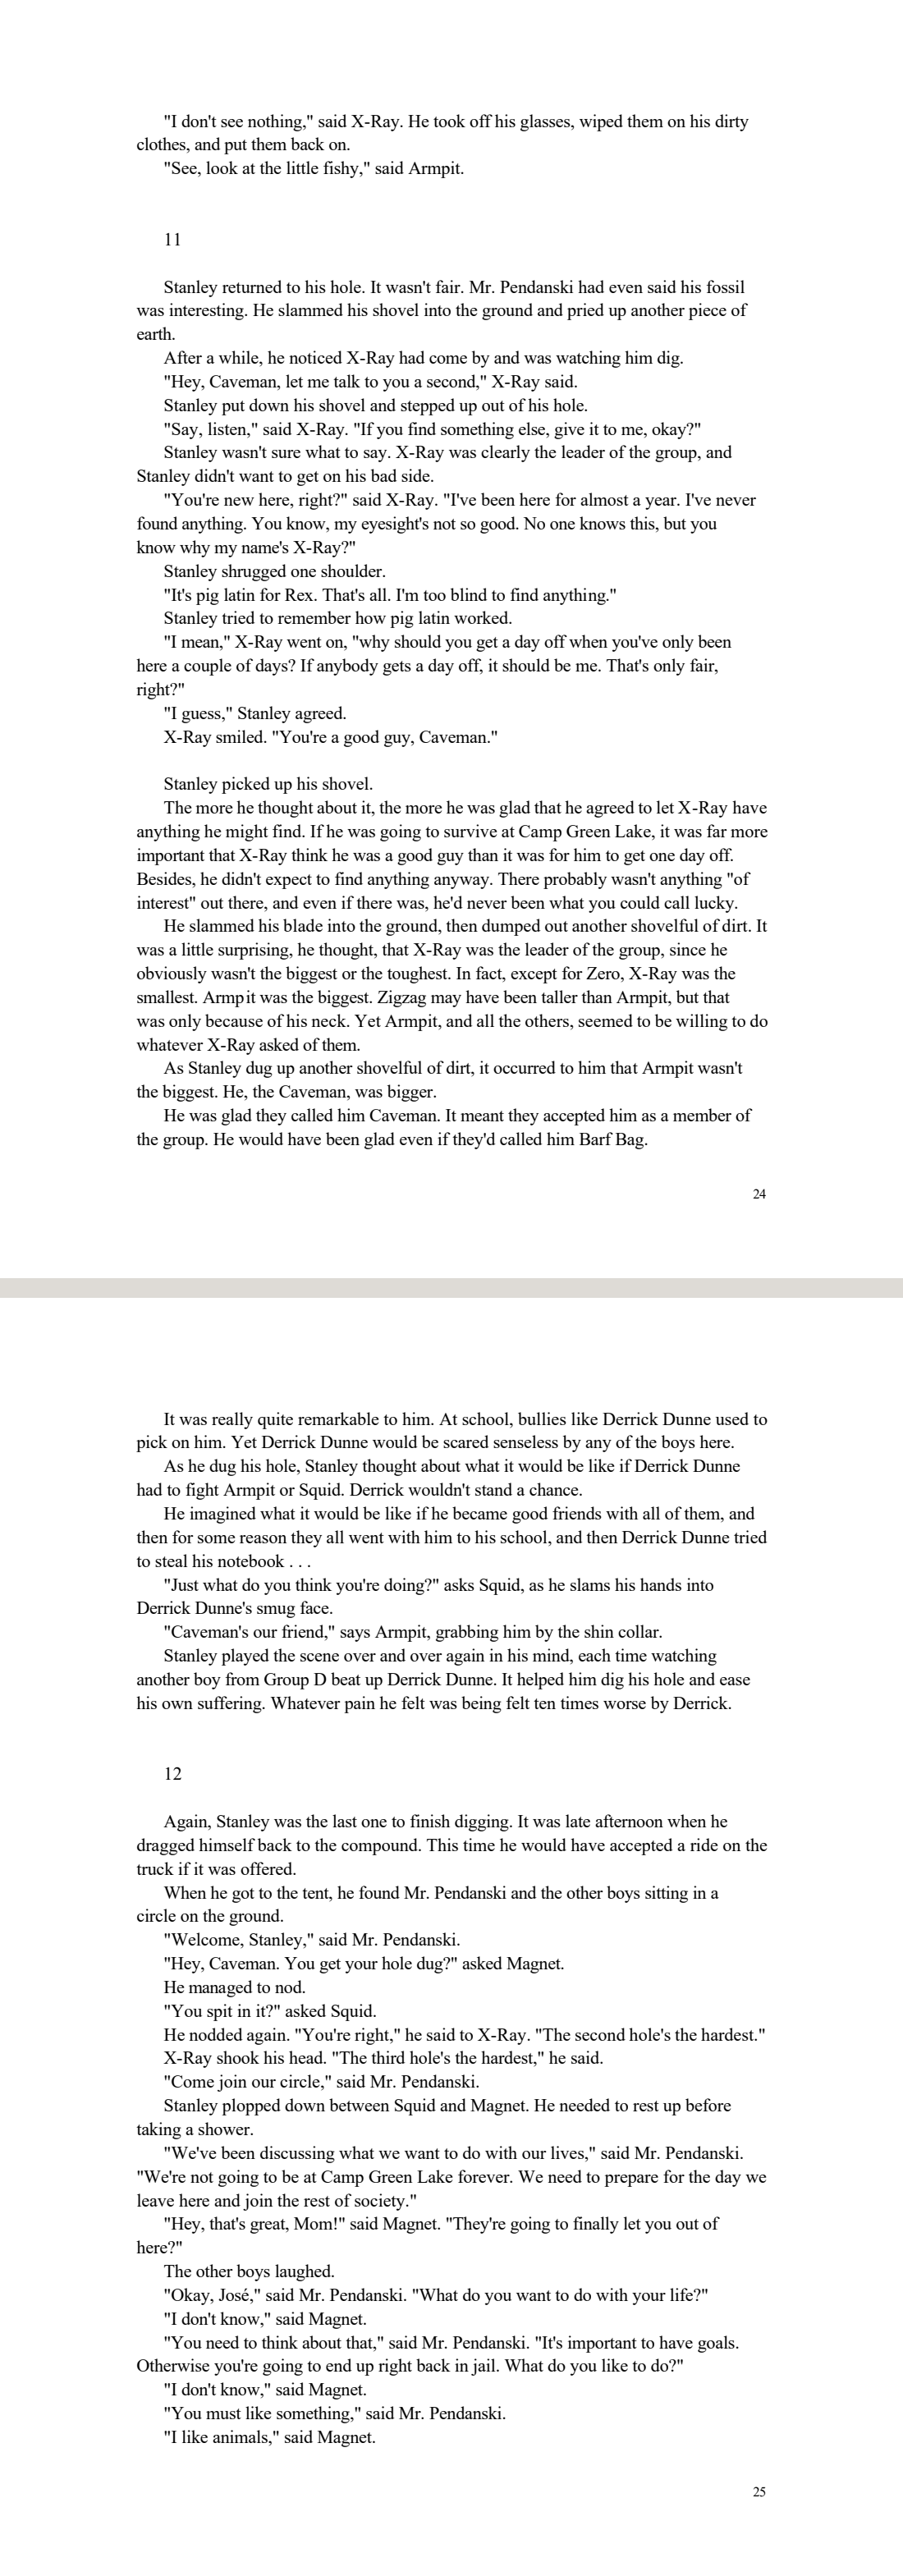 "I don't see nothing," said X-Ray. He took off his glasses, wiped them on his dirty
clothes, and put them back on.
"See, look at the little fishy," said Armpit.
11
Stanley returned to his hole. It wasn't fair. Mr. Pendanski had even said his fossil
was interesting. He slammed his shovel into the ground and pried up another piece of
earth.
After a while, he noticed X-Ray had come by and was watching him dig.
"Hey, Caveman, let me talk to you a second," X-Ray said.
Stanley put down his shovel and stepped up out of his hole.
"Say, listen," said X-Ray. "If you find something else, give it to me, okay?"
Stanley wasn't sure what to say. X-Ray was clearly the leader of the group, and
Stanley didn't want to get on his bad side.
"You're new here, right?" said X-Ray. "I've been here for almost a year. I've never
found anything. You know, my eyesight's not so good. No one knows this, but you
know why my name's X-Ray?"
Stanley shrugged one shoulder.
"It's pig latin for Rex. That's all. I'm too blind to find anything."
Stanley tried to remember how pig latin worked.
"I mean," X-Ray went on, "why should you get a day off when you've only been
here a couple of days? If anybody gets a day off, it should be me. That's only fair,
right?"
"I guess," Stanley agreed.
X-Ray smiled. "You're a good guy, Caveman."
Stanley picked up his shovel.
The more he thought about it, the more he was glad that he agreed to let X-Ray have
anything he might find. If he was going to survive at Camp Green Lake, it was far more
important that X-Ray think he was a good guy than it was for him to get one day off.
Besides, he didn't expect to find anything anyway. There probably wasn't anything "of
interest" out there, and even if there was, he'd never been what you could call lucky.
He slammed his blade into the ground, then dumped out another shovelful of dirt. It
was a little surprising, he thought, that X-Ray was the leader of the group, since he
obviously wasn't the biggest or the toughest. In fact, except for Zero, X-Ray was the
smallest. Armpit was the biggest. Zigzag may have been taller than Armpit, but that
was only because of his neck. Yet Armpit, and all the others, seemed to be willing to do
whatever X-Ray asked of them.
As Stanley dug up another shovelful of dirt, it occurred to him that Armpit wasn't
the biggest. He, the Caveman, was bigger.
He was glad they called him Caveman. It meant they accepted him as a member of
the group. He would have been glad even if they'd called him Barf Bag.
24
It was really quite remarkable to him. At school, bullies like Derrick Dunne used to
pick on him. Yet Derrick Dunne would be scared senseless by any of the boys here.
As he dug his hole, Stanley thought about what it would be like if Derrick Dunne
had to fight Armpit or Squid. Derrick wouldn't stand a chance.
He imagined what it would be like if he became good friends with all of them, and
then for some reason they all went with him to his school, and then Derrick Dunne tried
to steal his notebook . . .
"Just what do you think you're doing?" asks Squid, as he slams his hands into
Derrick Dunne's smug face.
"Caveman's our friend," says Armpit, grabbing him by the shin collar.
Stanley played the scene over and over again in his mind, each time watching
another boy from Group D beat up Derrick Dunne. It helped him dig his hole and ease
his own suffering. Whatever pain he felt was being felt ten times worse by Derrick.
12
Again, Stanley was the last one to finish digging. It was late afternoon when he
dragged himself back to the compound. This time he would have accepted a ride on the
truck if it was offered.
When he got to the tent, he found Mr. Pendanski and the other boys sitting in a
circle on the ground.
"Welcome, Stanley," said Mr. Pendanski.
"Hey, Caveman. You get your hole dug?" asked Magnet.
He managed to nod.
"You spit in it?" asked Squid.
He nodded again. "You're right," he said to X-Ray. "The second hole's the hardest."
X-Ray shook his head. "The third hole's the hardest," he said.
"Come join our circle," said Mr. Pendanski.
Stanley plopped down between Squid and Magnet. He needed to rest up before
taking a shower.
"We've been discussing what we want to do with our lives," said Mr. Pendanski.
"We're not going to be at Camp Green Lake forever. We need to prepare for the day we
leave here and join the rest of society."
"Hey, that's great, Mom!" said Magnet. "They're going to finally let you out of
here?"
The other boys laughed.
"Okay, José," said Mr. Pendanski. "What do you want to do with your life?"
"I don't know," said Magnet.
"You need to think about that," said Mr. Pendanski. "It's important to have goals.
Otherwise you're going to end up right back in jail. What do you like to do?"
"I don't know," said Magnet.
"You must like something," said Mr. Pendanski.
"I like animals," said Magnet.
25